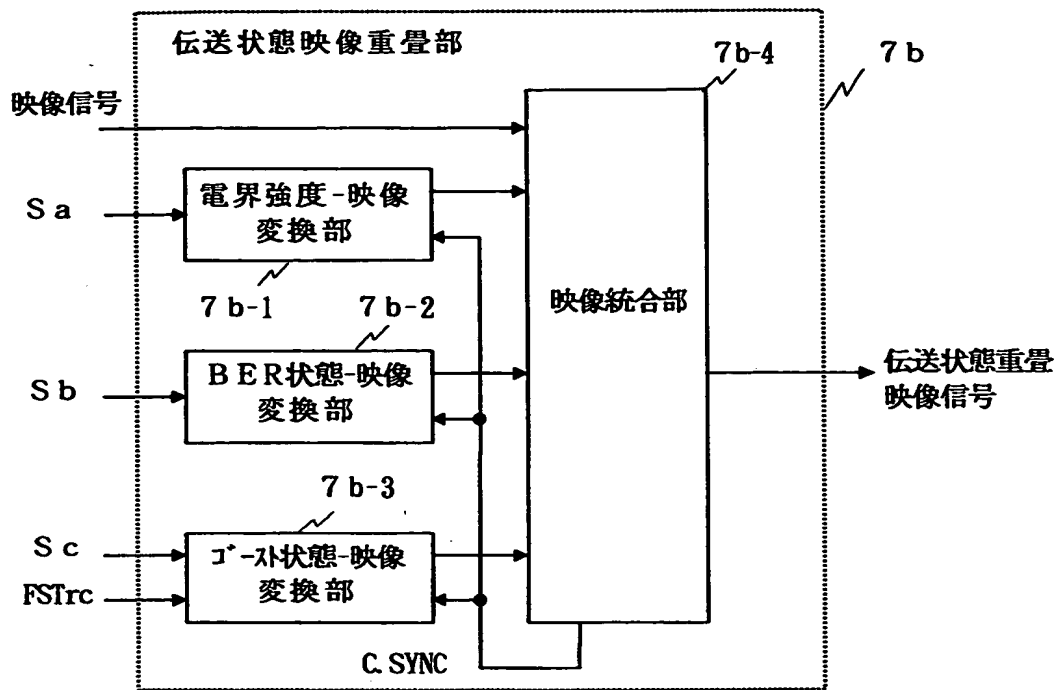 伝送状態映像重畳部
7b-4
7b
映像信号
電界強度-映像
変換部
Sa
7b-1
7b-2
映像統合部
BER状態-映像
変換部
Sb
伝送状態重畳
映像信号
7b-3
Sc
ｺﾞｰｽﾄ状態-映像
変換部
FSTrc
C.SYNC